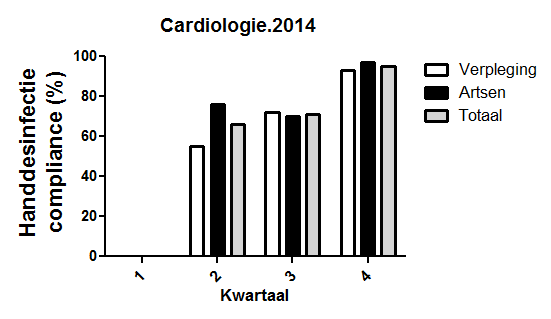 Cardiologie.2014
Handdesinfectie
compliance (%)
100
80
60
40
20
0
1
2
3
4
Kwartaal
Verpleging
Artsen
Totaal